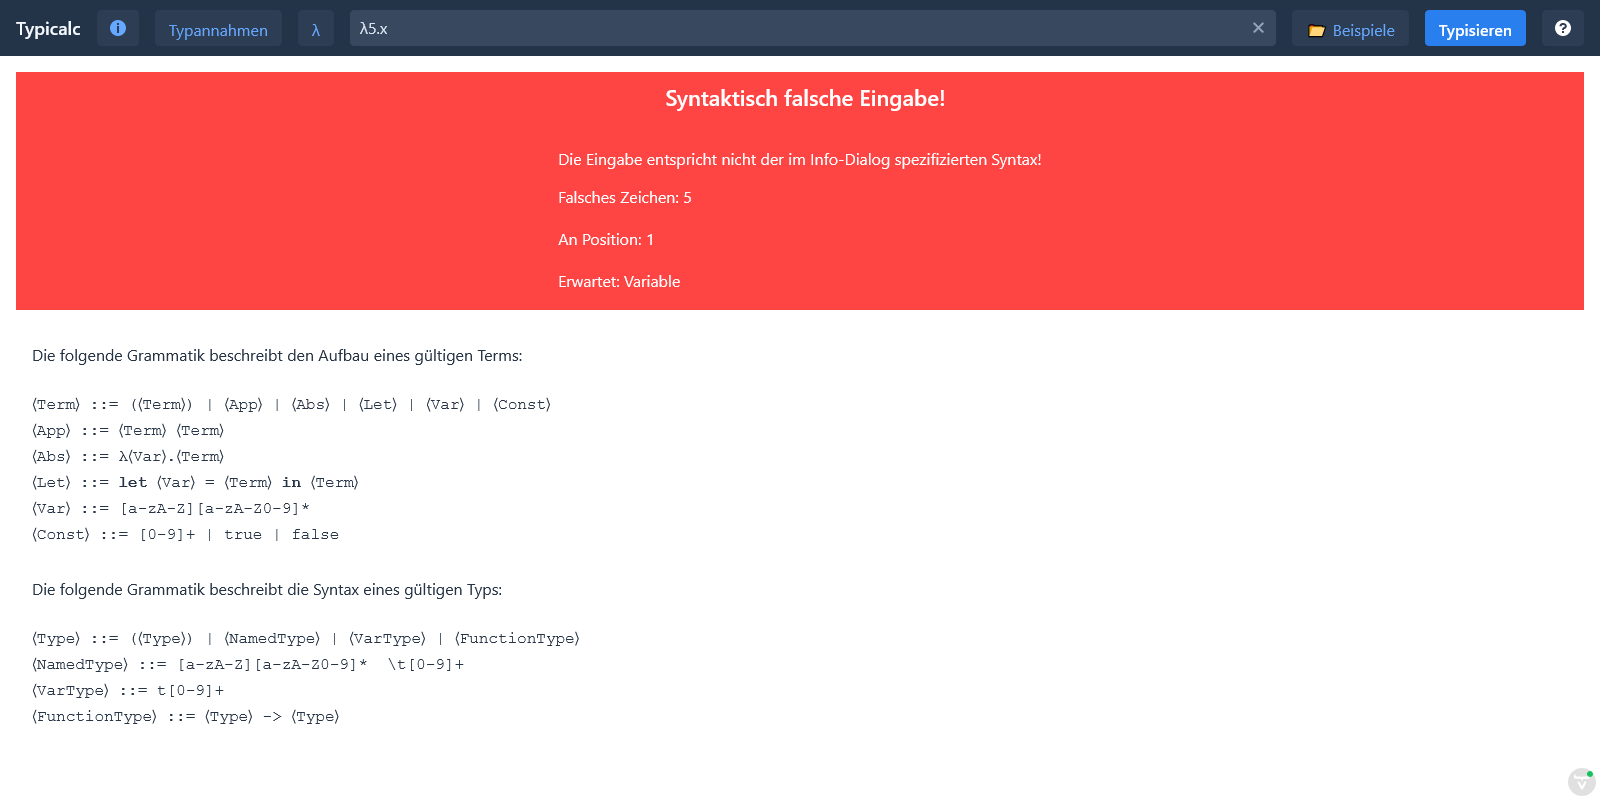 Typicalc Typannahmen λ λ5.x Beispiele Typisieren
Syntaktisch falsche Eingabe!
Die Eingabe entspricht nicht der im Info-Dialog spezifizierten Syntax!
Falsches Zeichen: 5
An Position: 1
Erwartet: Variable
Die folgende Grammatik beschreibt den Aufbau eines gültigen Terms:
⟨Term⟩ ::= (⟨Term⟩) | ⟨App⟩ | ⟨Abs⟩ | ⟨Let⟩ | ⟨Var⟩ | ⟨Const⟩
⟨App⟩ ::= ⟨Term⟩ ⟨Term⟩
⟨Abs⟩ ::= λ⟨Var⟩.⟨Term⟩
⟨Let⟩ ::= let ⟨Var⟩ = ⟨Term⟩ in ⟨Term⟩
⟨Var⟩ ::= [a-zA-Z][a-zA-Z0-9]*
⟨Const⟩ ::= [0-9]+ | true | false
Die folgende Grammatik beschreibt die Syntax eines gültigen Typs:
⟨Type⟩ ::= (⟨Type⟩) | ⟨NamedType⟩ | ⟨VarType⟩ | ⟨FunctionType⟩
⟨NamedType⟩ ::= [a-zA-Z][a-zA-Z0-9]* \t[0-9]+
⟨VarType⟩ ::= t[0-9]+
⟨FunctionType⟩ ::= ⟨Type⟩ -> ⟨Type⟩